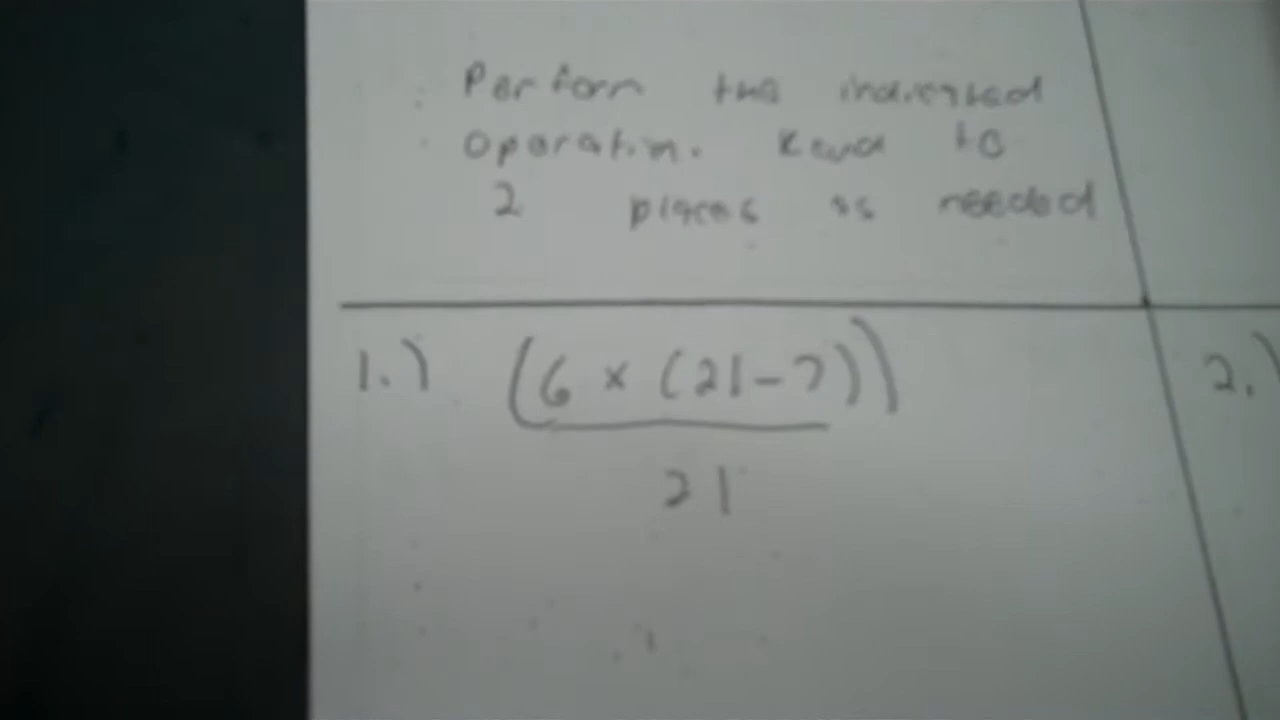 Perform the indicated
operation. Round to
2 places as needed
1.) (6 × (21-7))
21
2.)